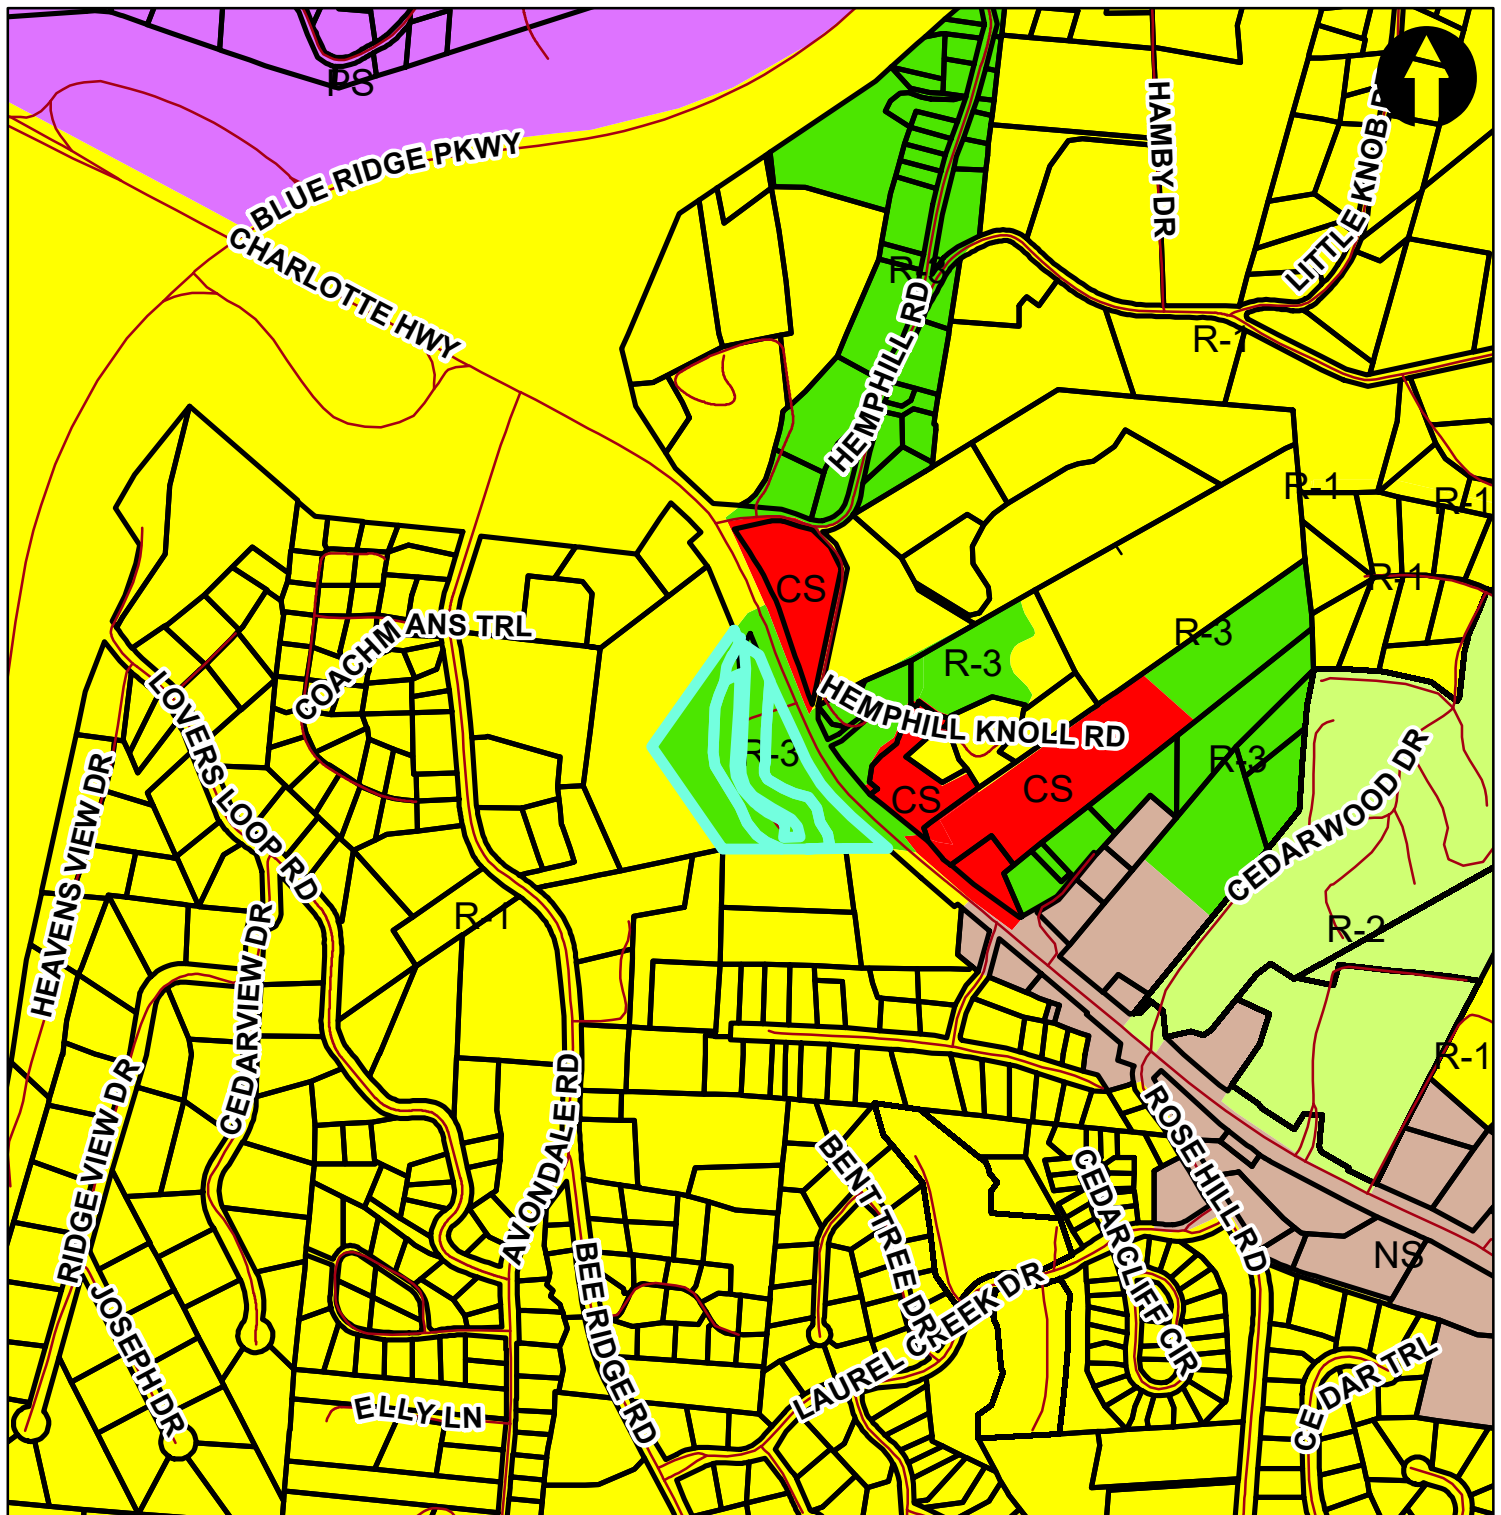 PS
BLUE RIDGE PKWY
CHARLOTTE HWY
HAMBY DR
LITTLE KNOB
R-3
HEMPHILL RD
R-1
R-1
R-1
R-1
CS
COACHMANS TRL
R-3
R-3
HEMPHILL KNOLL RD
LOVERS LOOP RD
R-3
R-3
CS
CS
HEAVENS VIEW DR
CEDARWOOD DR
R-1
R-2
CEDARVIEW DR
R-1
RIDGEVIEW DR
AVONDALE RD
ROSE HILL RD
BENT TREE DR
CEDARCLIFF CIR
NS
JOSEPH DR
BEE RIDGE RD
LAUREL CREEK DR
CEDAR TRL
ELLY LN